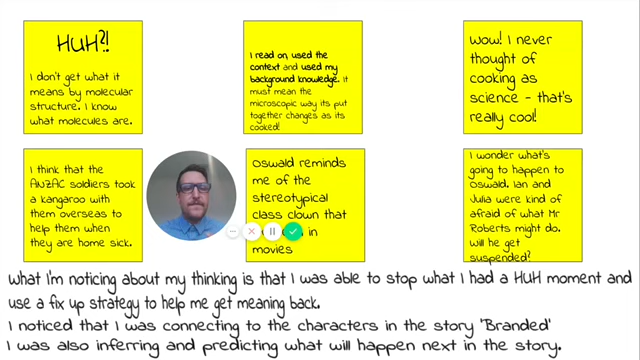 HUH?!
I don't get what it
means by molecular
structure. I know
what molecules are.
I read on, used the
context and used my
background knowledge. It
must mean the
microscopic way its put
together changes as its
cooked!
Wow! I never
thought of
cooking as
science - that's
really cool!
I think that the
ANZAC soldiers took
a kangaroo with
them overseas to
help them when
they are home sick.
Oswald reminds
me of the
stereotypical
class clown that
in
movies
I wonder what's
going to happen to
Oswald. Ian and
Julia were kind of
afraid of what Mr
Roberts might do.
Will he get
suspended?
What I'm noticing about my thinking is that I was able to stop what I had a HUH moment and
use a fix up strategy to help me get meaning back.
I noticed that I was connecting to the characters in the story 'Branded'
I was also inferring and predicting what will happen next in the story.